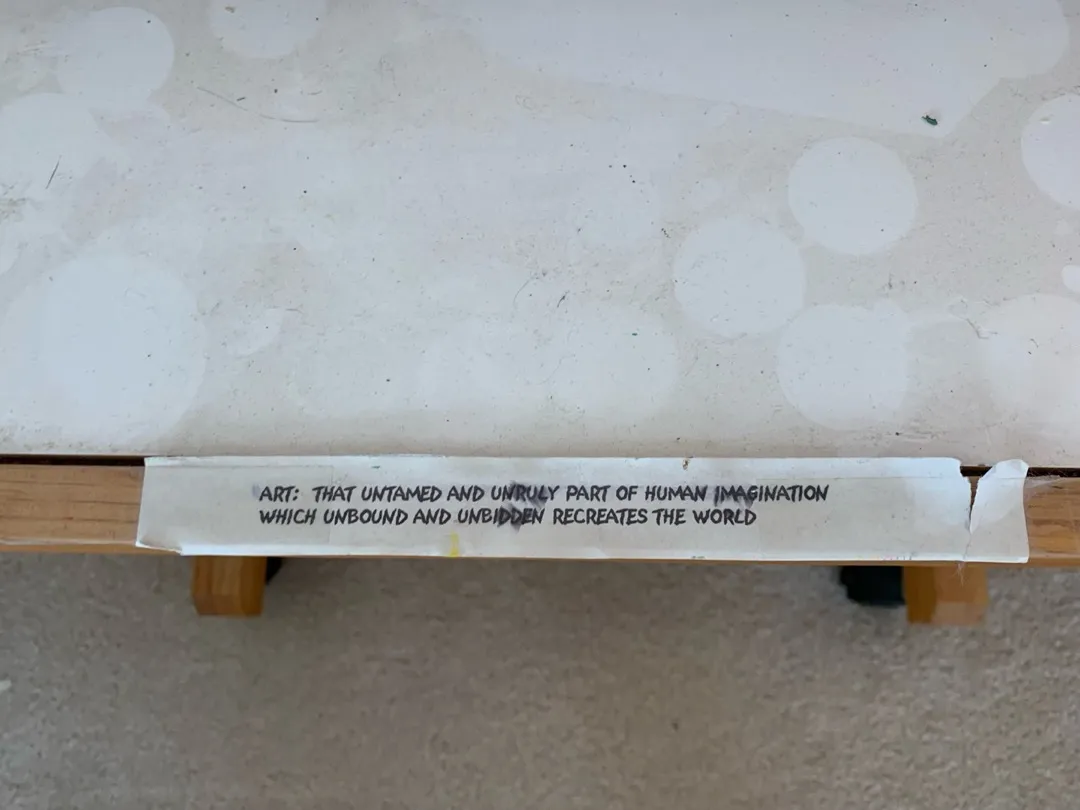 ART: THAT UNTAMED AND UNRULY PART OF HUMAN IMAGINATION
WHICH UNBOUND AND UNBIDDEN RECREATES THE WORLD